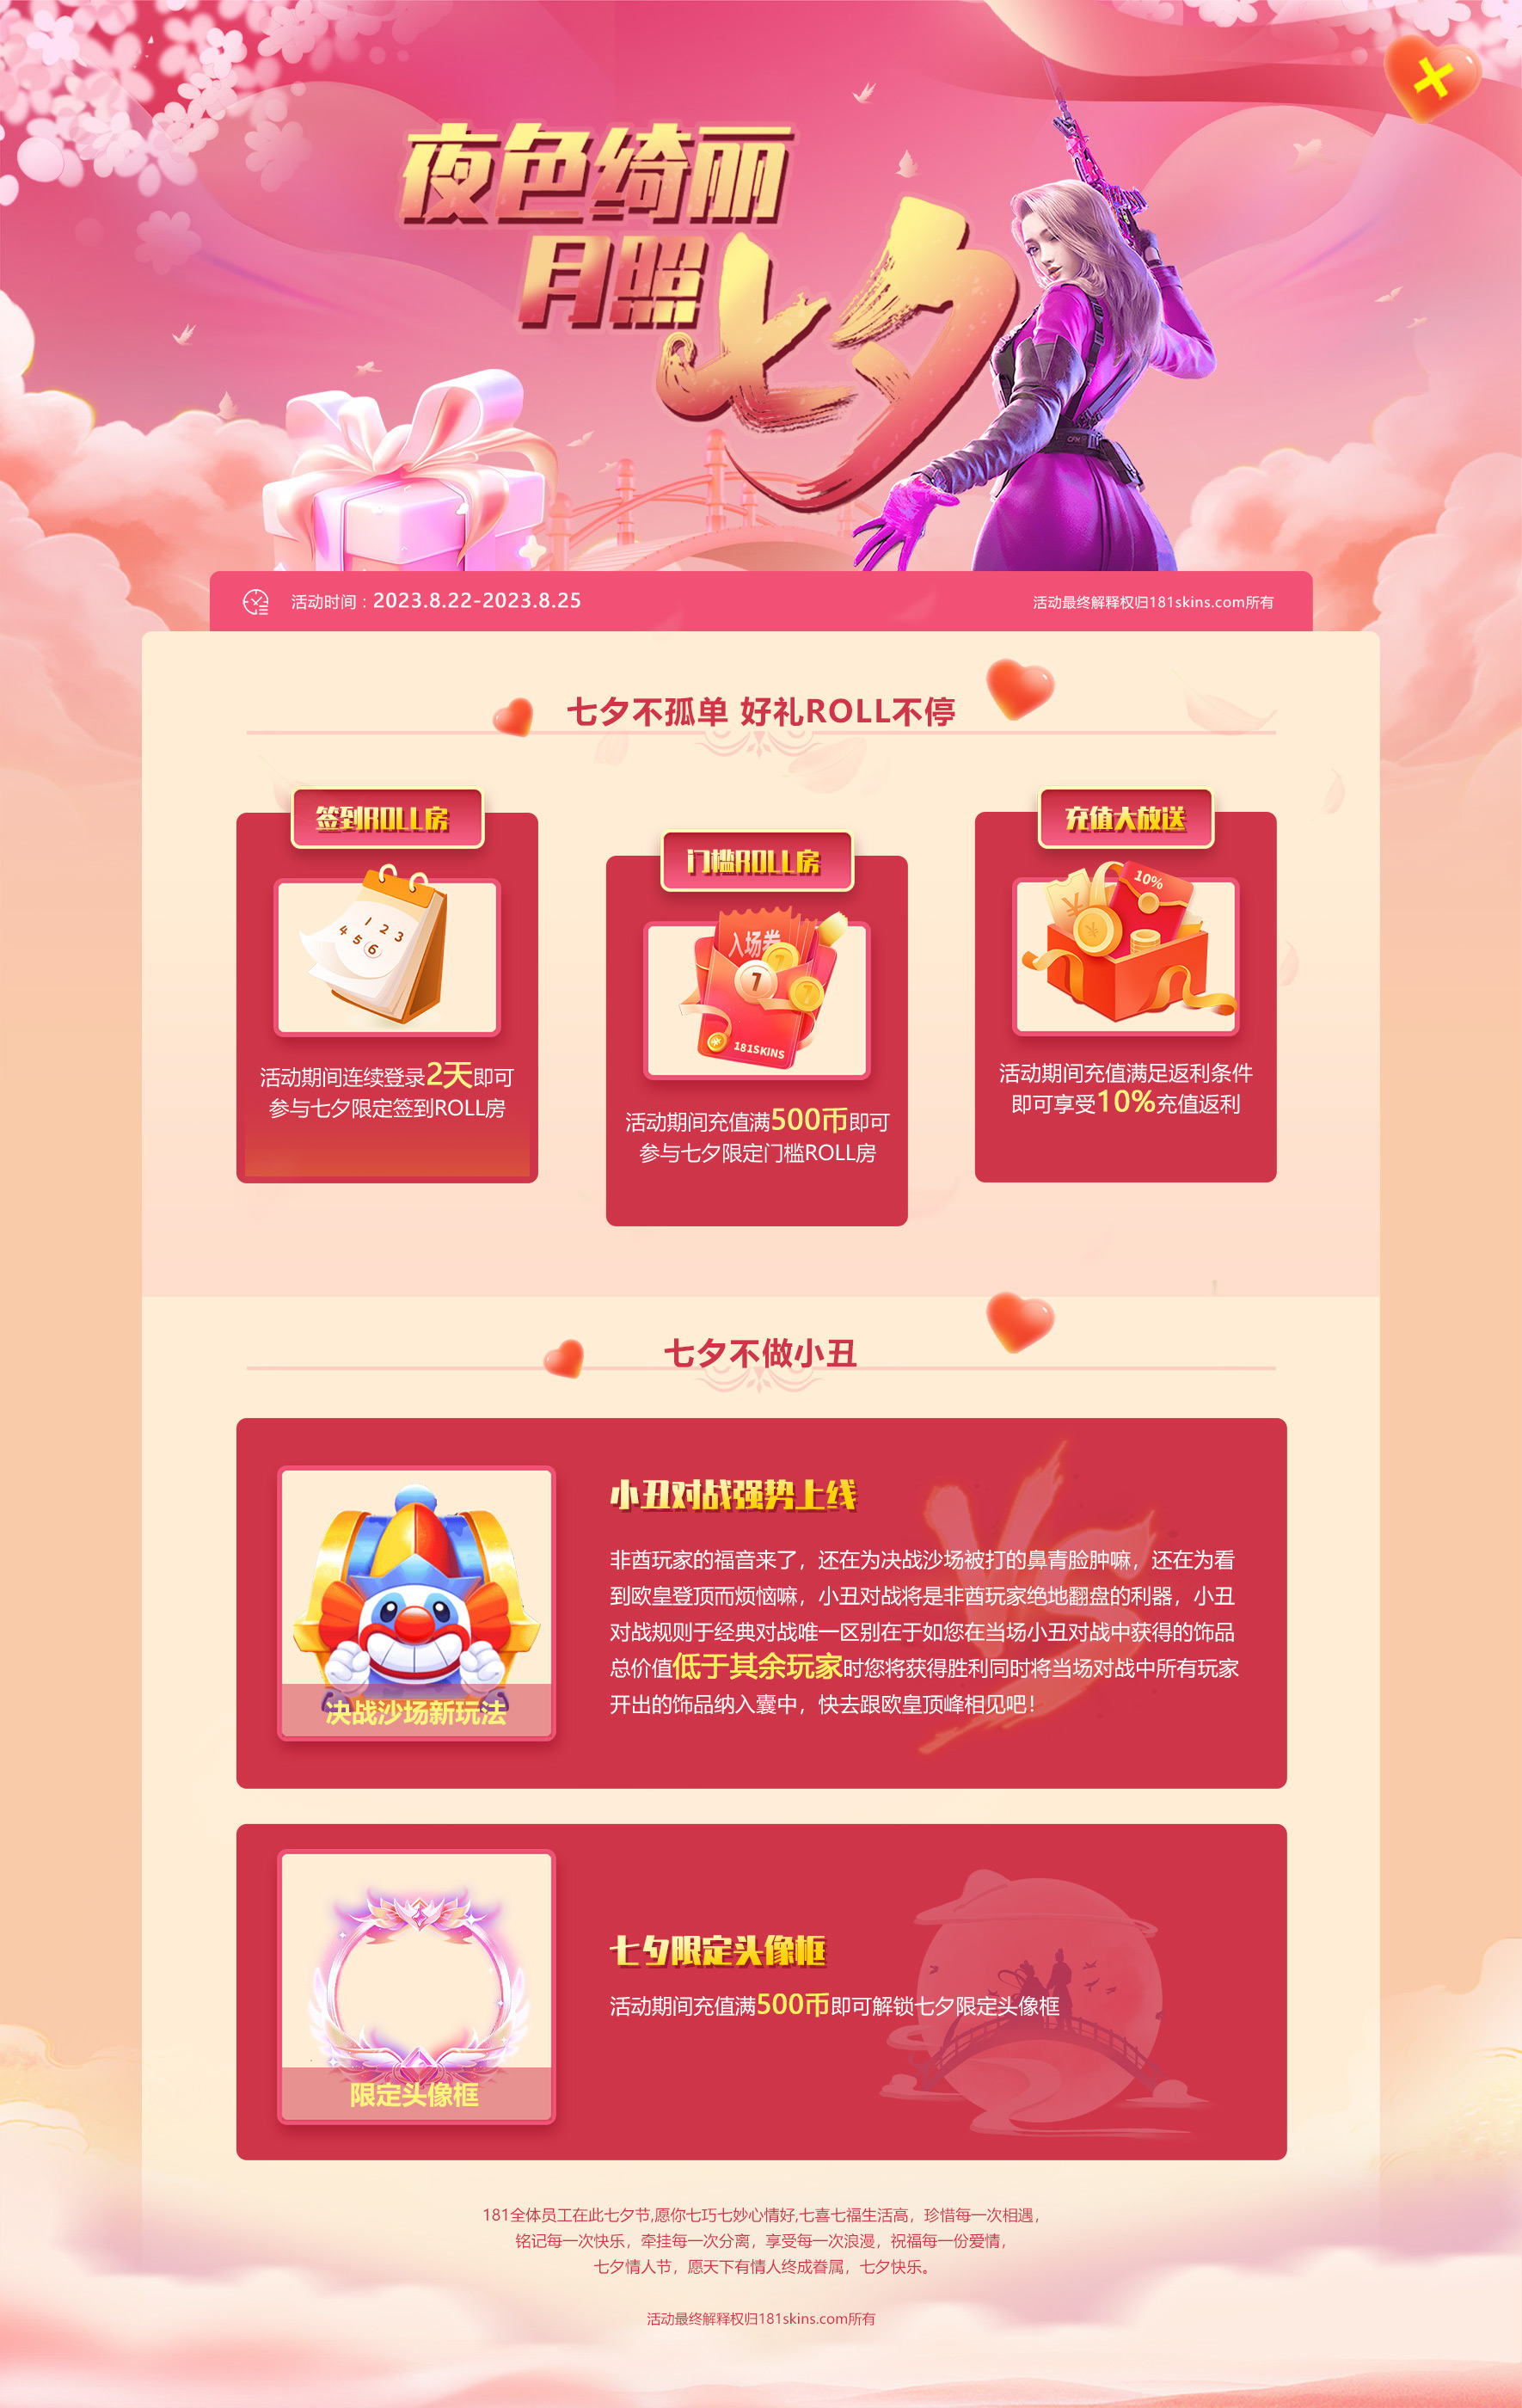 夜色绮丽
月照七夕
CFM
活动时间：2023.8.22-2023.8.25
活动最终解释权归181skins.com所有
七夕不孤单 好礼ROLL不停
签到ROLL房
1 2 3
4 5 6
活动期间连续登录2天即可
参与七夕限定签到ROLL房
门槛ROLL房
入场券
7
7
7
181SKINS
活动期间充值满500币即可
参与七夕限定门槛ROLL房
充值大放送
10%
¥
¥
活动期间充值满足返利条件
即可享受10%充值返利
七夕不做小丑
决战沙场新玩法
小丑对战强势上线
VS
非酋玩家的福音来了，还在为决战沙场被打的鼻青脸肿嘛，还在为看
到欧皇登顶而烦恼嘛，小丑对战将是非酋玩家绝地翻盘的利器，小丑
对战规则于经典对战唯一区别在于如您在当场小丑对战中获得的饰品
总价值低于其余玩家时您将获得胜利同时将当场对战中所有玩家
开出的饰品纳入囊中，快去跟欧皇顶峰相见吧！
限定头像框
七夕限定头像框
活动期间充值满500币即可解锁七夕限定头像框
181全体员工在此七夕节,愿你七巧七妙心情好,七喜七福生活高，珍惜每一次相遇，
铭记每一次快乐，牵挂每一次分离，享受每一次浪漫，祝福每一份爱情，
七夕情人节，愿天下有情人终成眷属，七夕快乐。
活动最终解释权归181skins.com所有